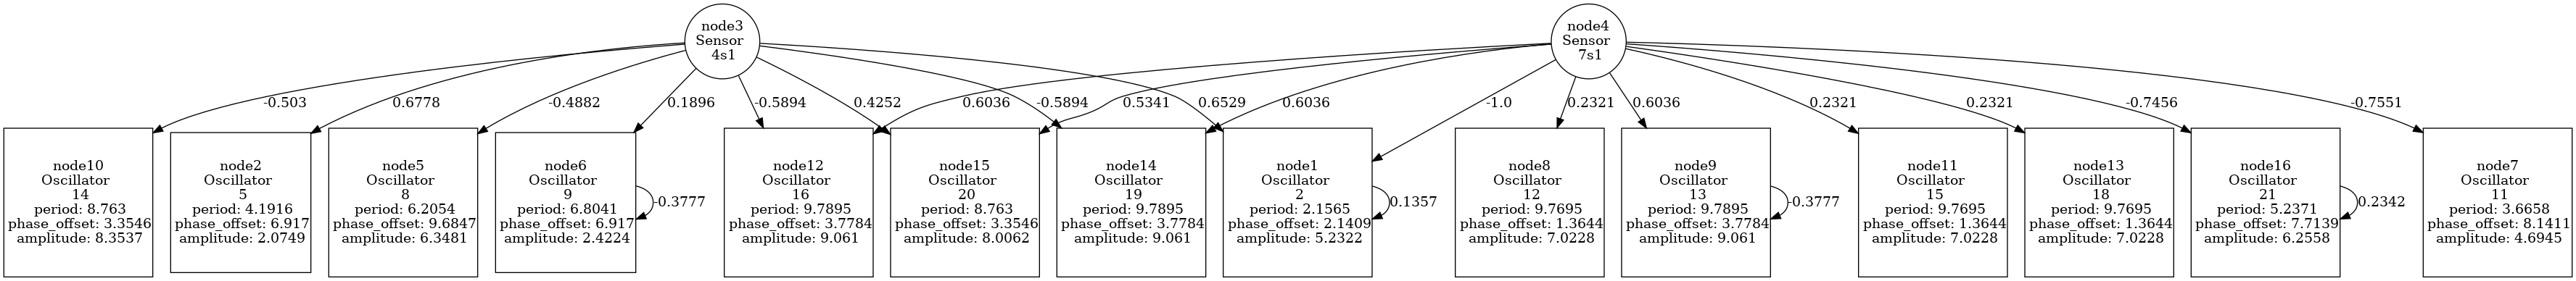 node3
Sensor
4s1
node4
Sensor
7s1
-0.503
0.6778
-0.4882
0.1896
-0.5894
0.4252
0.6036
-0.5894
0.5341
0.6529
0.6036
-1.0
0.2321
0.6036
0.2321
0.2321
-0.7456
-0.7551
node10
Oscillator
14
period: 8.763
phase_offset: 3.3546
amplitude: 8.3537
node2
Oscillator
5
period: 4.1916
phase_offset: 6.917
amplitude: 2.0749
node5
Oscillator
8
period: 6.2054
phase_offset: 9.6847
amplitude: 6.3481
node6
Oscillator
9
period: 6.8041
phase_offset: 6.917
amplitude: 2.4224
-0.3777
node12
Oscillator
16
period: 9.7895
phase_offset: 3.7784
amplitude: 9.061
node15
Oscillator
20
period: 8.763
phase_offset: 3.3546
amplitude: 8.0062
node14
Oscillator
19
period: 9.7895
phase_offset: 3.7784
amplitude: 9.061
node1
Oscillator
2
period: 2.1565
phase_offset: 2.1409
amplitude: 5.2322
0.1357
node8
Oscillator
12
period: 9.7695
phase_offset: 1.3644
amplitude: 7.0228
node9
Oscillator
13
period: 9.7895
phase_offset: 3.7784
amplitude: 9.061
-0.3777
node11
Oscillator
15
period: 9.7695
phase_offset: 1.3644
amplitude: 7.0228
node13
Oscillator
18
period: 9.7695
phase_offset: 1.3644
amplitude: 7.0228
node16
Oscillator
21
period: 5.2371
phase_offset: 7.7139
amplitude: 6.2558
0.2342
node7
Oscillator
11
period: 3.6658
phase_offset: 8.1411
amplitude: 4.6945